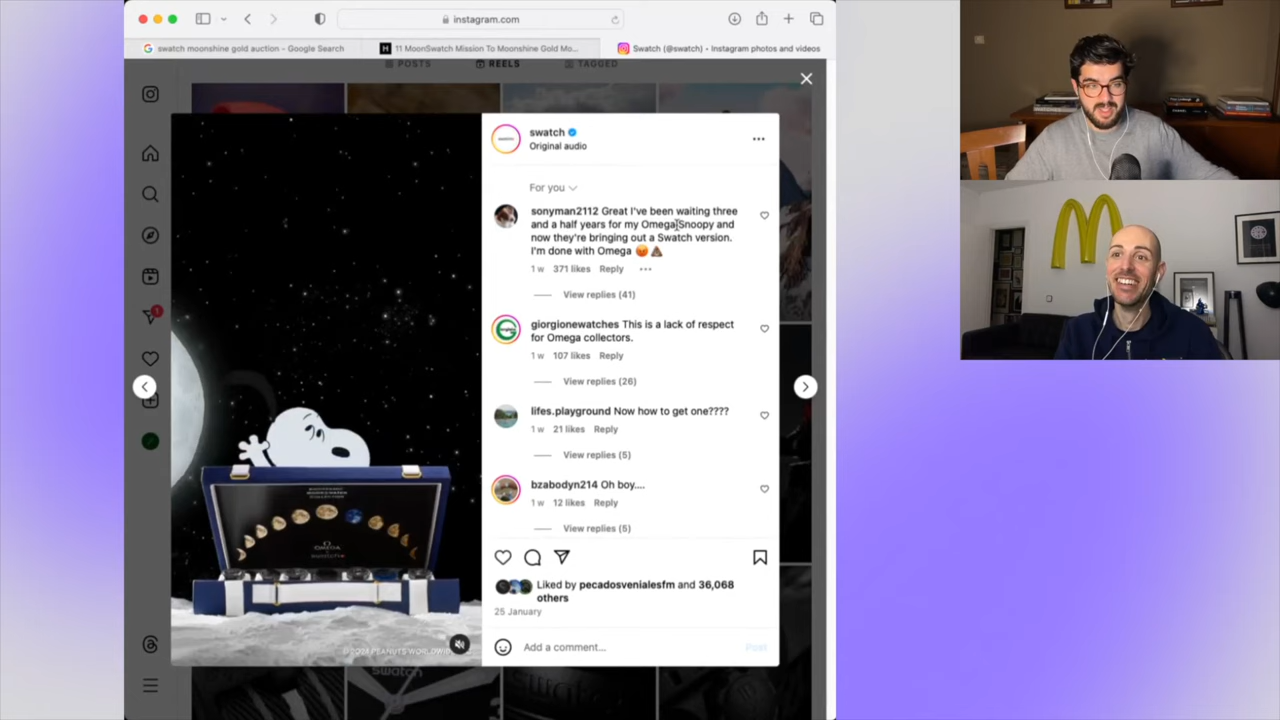 instagram.com
swatch moonshine gold auction - Google Search
11 MoonSwatch Mission To Moonshine Gold Mo...
Swatch (@swatch) • Instagram photos and videos
POSTS
REELS
TAGGED
swatch
Original audio
For you
sonyman2112 Great I've been waiting three
and a half years for my Omega Snoopy and
now they're bringing out a Swatch version.
I'm done with Omega 😡 💩
1 w 371 likes Reply
View replies (41)
giorgionewatches This is a lack of respect
for Omega collectors.
1 w 107 likes Reply
View replies (26)
lifes.playground Now how to get one????
1 w 21 likes Reply
View replies (5)
bzabodyn214 Oh boy....
1 w 12 likes Reply
View replies (5)
Liked by pecadosvenialesfm and 36,068
others
25 January
Add a comment...
Post
OMEGA
swatch
1